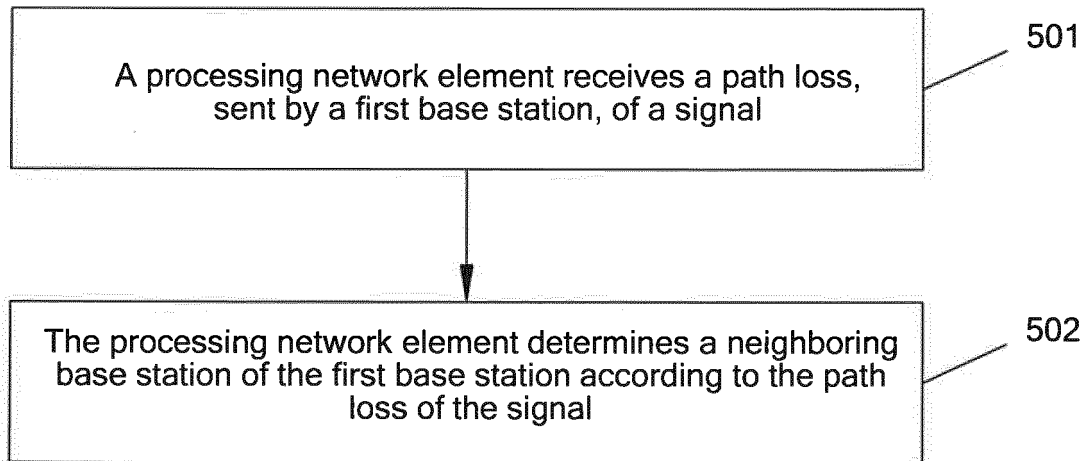 A processing network element receives a path loss,
sent by a first base station, of a signal
501
The processing network element determines a neighboring
base station of the first base station according to the path
loss of the signal
502